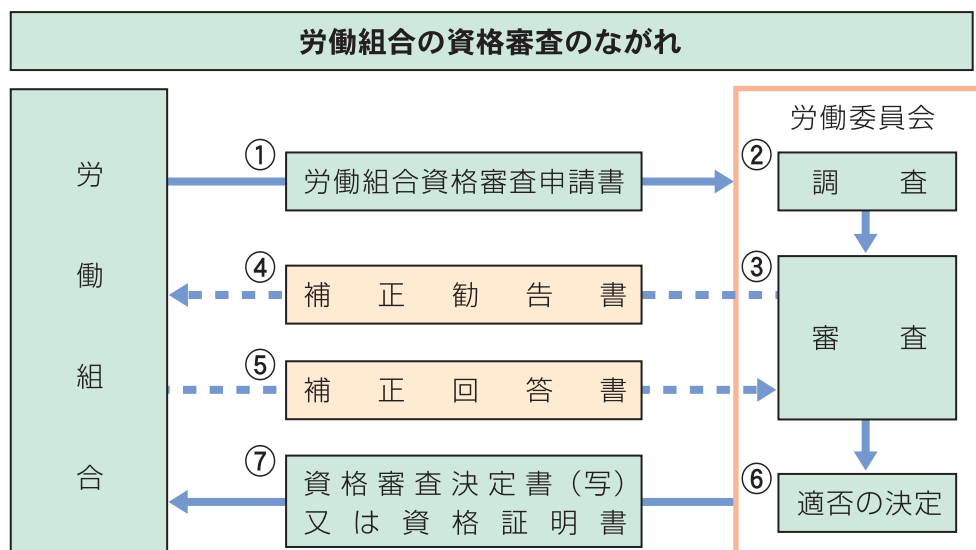 労働組合の資格審査のながれ
労働組合
労働委員会
①
労働組合資格審査申請書
②
調査
④
補正勧告書
③
審査
⑤
補正回答書
⑦
資格審査決定書（写）
又は資格証明書
⑥
適否の決定